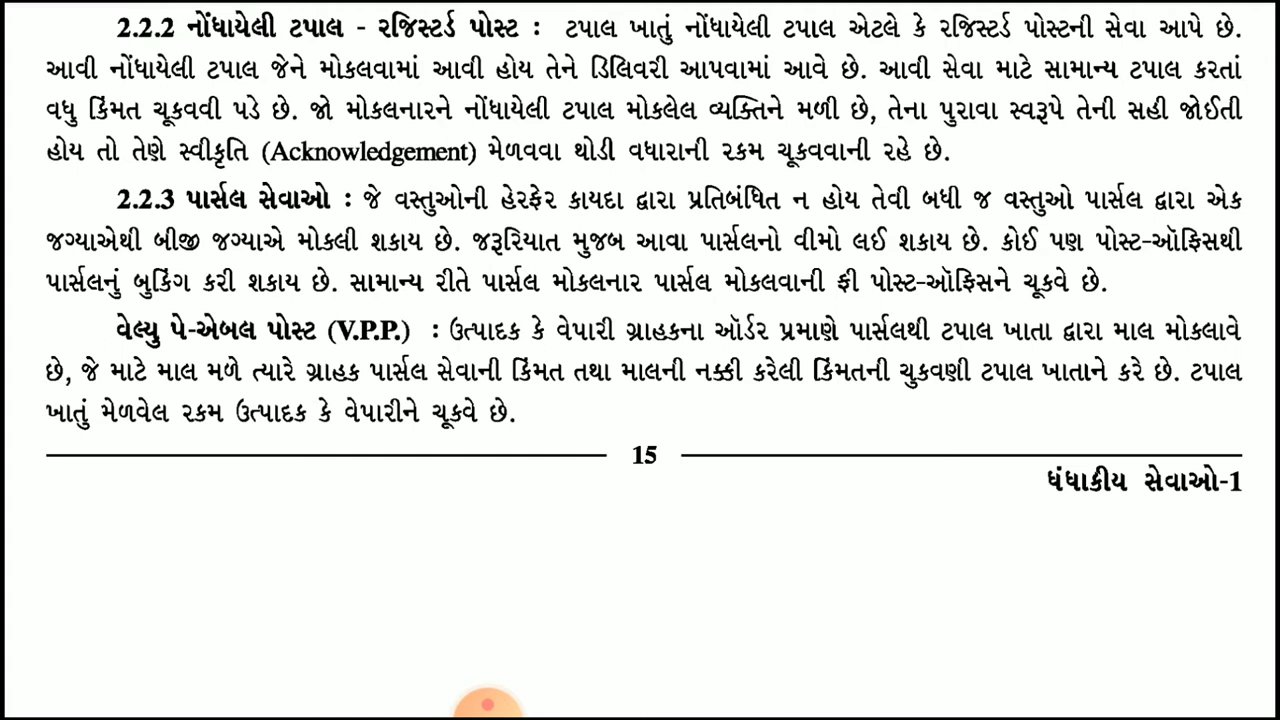 2.2.2 નોંધાયેલી ટપાલ - રજિસ્ટર્ડ પોસ્ટ : ટપાલ ખાતું નોંધાયેલી ટપાલ એટલે કે રજિસ્ટર્ડ પોસ્ટની સેવા આપે છે.
આવી નોંધાયેલી ટપાલ જેને મોકલવામાં આવી હોય તેને ડિલિવરી આપવામાં આવે છે. આવી સેવા માટે સામાન્ય ટપાલ કરતાં
વધુ કિંમત ચૂકવવી પડે છે. જો મોકલનારને નોંધાયેલી ટપાલ મોકલેલ વ્યક્તિને મળી છે, તેના પુરાવા સ્વરૂપે તેની સહી જોઈતી
હોય તો તેણે સ્વીકૃતિ (Acknowledgement) મેળવવા થોડી વધારાની રકમ ચૂકવવાની રહે છે.
2.2.3 પાર્સલ સેવાઓ : જે વસ્તુઓની હેરફેર કાયદા દ્વારા પ્રતિબંધિત ન હોય તેવી બધી જ વસ્તુઓ પાર્સલ દ્વારા એક
જગ્યાએથી બીજી જગ્યાએ મોકલી શકાય છે. જરૂરિયાત મુજબ આવા પાર્સલનો વીમો લઈ શકાય છે. કોઈ પણ પોસ્ટ-ઑફિસથી
પાર્સલનું બુકિંગ કરી શકાય છે. સામાન્ય રીતે પાર્સલ મોકલનાર પાર્સલ મોકલવાની ફી પોસ્ટ-ઑફિસને ચૂકવે છે.
વેલ્યુ પે-એબલ પોસ્ટ (V.P.P.) : ઉત્પાદક કે વેપારી ગ્રાહકના ઑર્ડર પ્રમાણે પાર્સલથી ટપાલ ખાતા દ્વારા માલ મોકલાવે
છે, જે માટે માલ મળે ત્યારે ગ્રાહક પાર્સલ સેવાની કિંમત તથા માલની નક્કી કરેલી કિંમતની ચુકવણી ટપાલ ખાતાને કરે છે. ટપાલ
ખાતું મેળવેલ રકમ ઉત્પાદક કે વેપારીને ચૂકવે છે.
15
ધંધાકીય સેવાઓ-1